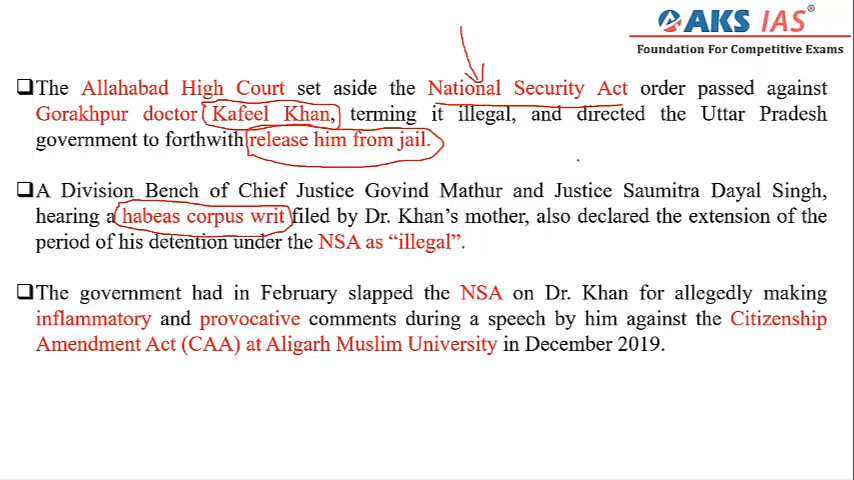 AKS IAS®
Foundation For Competitive Exams
❑The Allahabad High Court set aside the National Security Act order passed against
Gorakhpur doctor Kafeel Khan, terming it illegal, and directed the Uttar Pradesh
government to forthwith release him from jail.
❑A Division Bench of Chief Justice Govind Mathur and Justice Saumitra Dayal Singh,
hearing a habeas corpus writ filed by Dr. Khan’s mother, also declared the extension of the
period of his detention under the NSA as “illegal”.
❑The government had in February slapped the NSA on Dr. Khan for allegedly making
inflammatory and provocative comments during a speech by him against the Citizenship
Amendment Act (CAA) at Aligarh Muslim University in December 2019.